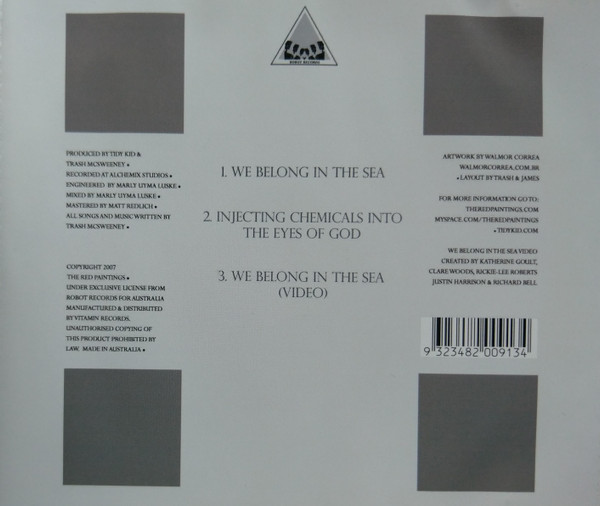 ROBOT RECORDS
PRODUCED BY TIDY KID &
TRASH MCSWEENEY •
RECORDED AT ALCHEMIX STUDIOS •
ENGINEERED BY MARLY UYMA LUSKE •
MIXED BY MARLY UYMA LUSKE •
MASTERED BY MATT REDLICH •
ALL SONGS AND MUSIC WRITTEN BY
TRASH MCSWEENEY •
COPYRIGHT 2007
THE RED PAINTINGS •
UNDER EXCLUSIVE LICENSE FROM
ROBOT RECORDS FOR AUSTRALIA
MANUFACTURED & DISTRIBUTED
BY VITAMIN RECORDS.
UNAUTHORISED COPYING OF
THIS PRODUCT PROHIBITED BY
LAW. MADE IN AUSTRALIA •
1. WE BELONG IN THE SEA
2. INJECTING CHEMICALS INTO
THE EYES OF GOD
3. WE BELONG IN THE SEA
(VIDEO)
ARTWORK BY WALMOR CORREA
WALMORCORREA.COM.BR
• LAYOUT BY TRASH & JAMES
FOR MORE INFORMATION GO TO:
THEREDPAINTINGS.COM
MYSPACE.COM/THEREDPAINTINGS
• TIDYKID.COM
WE BELONG IN THE SEA VIDEO
CREATED BY KATHERINE GOULT,
CLARE WOODS, RICKIE-LEE ROBERTS
JUSTIN HARRISON & RICHARD BELL
9 323482 009134